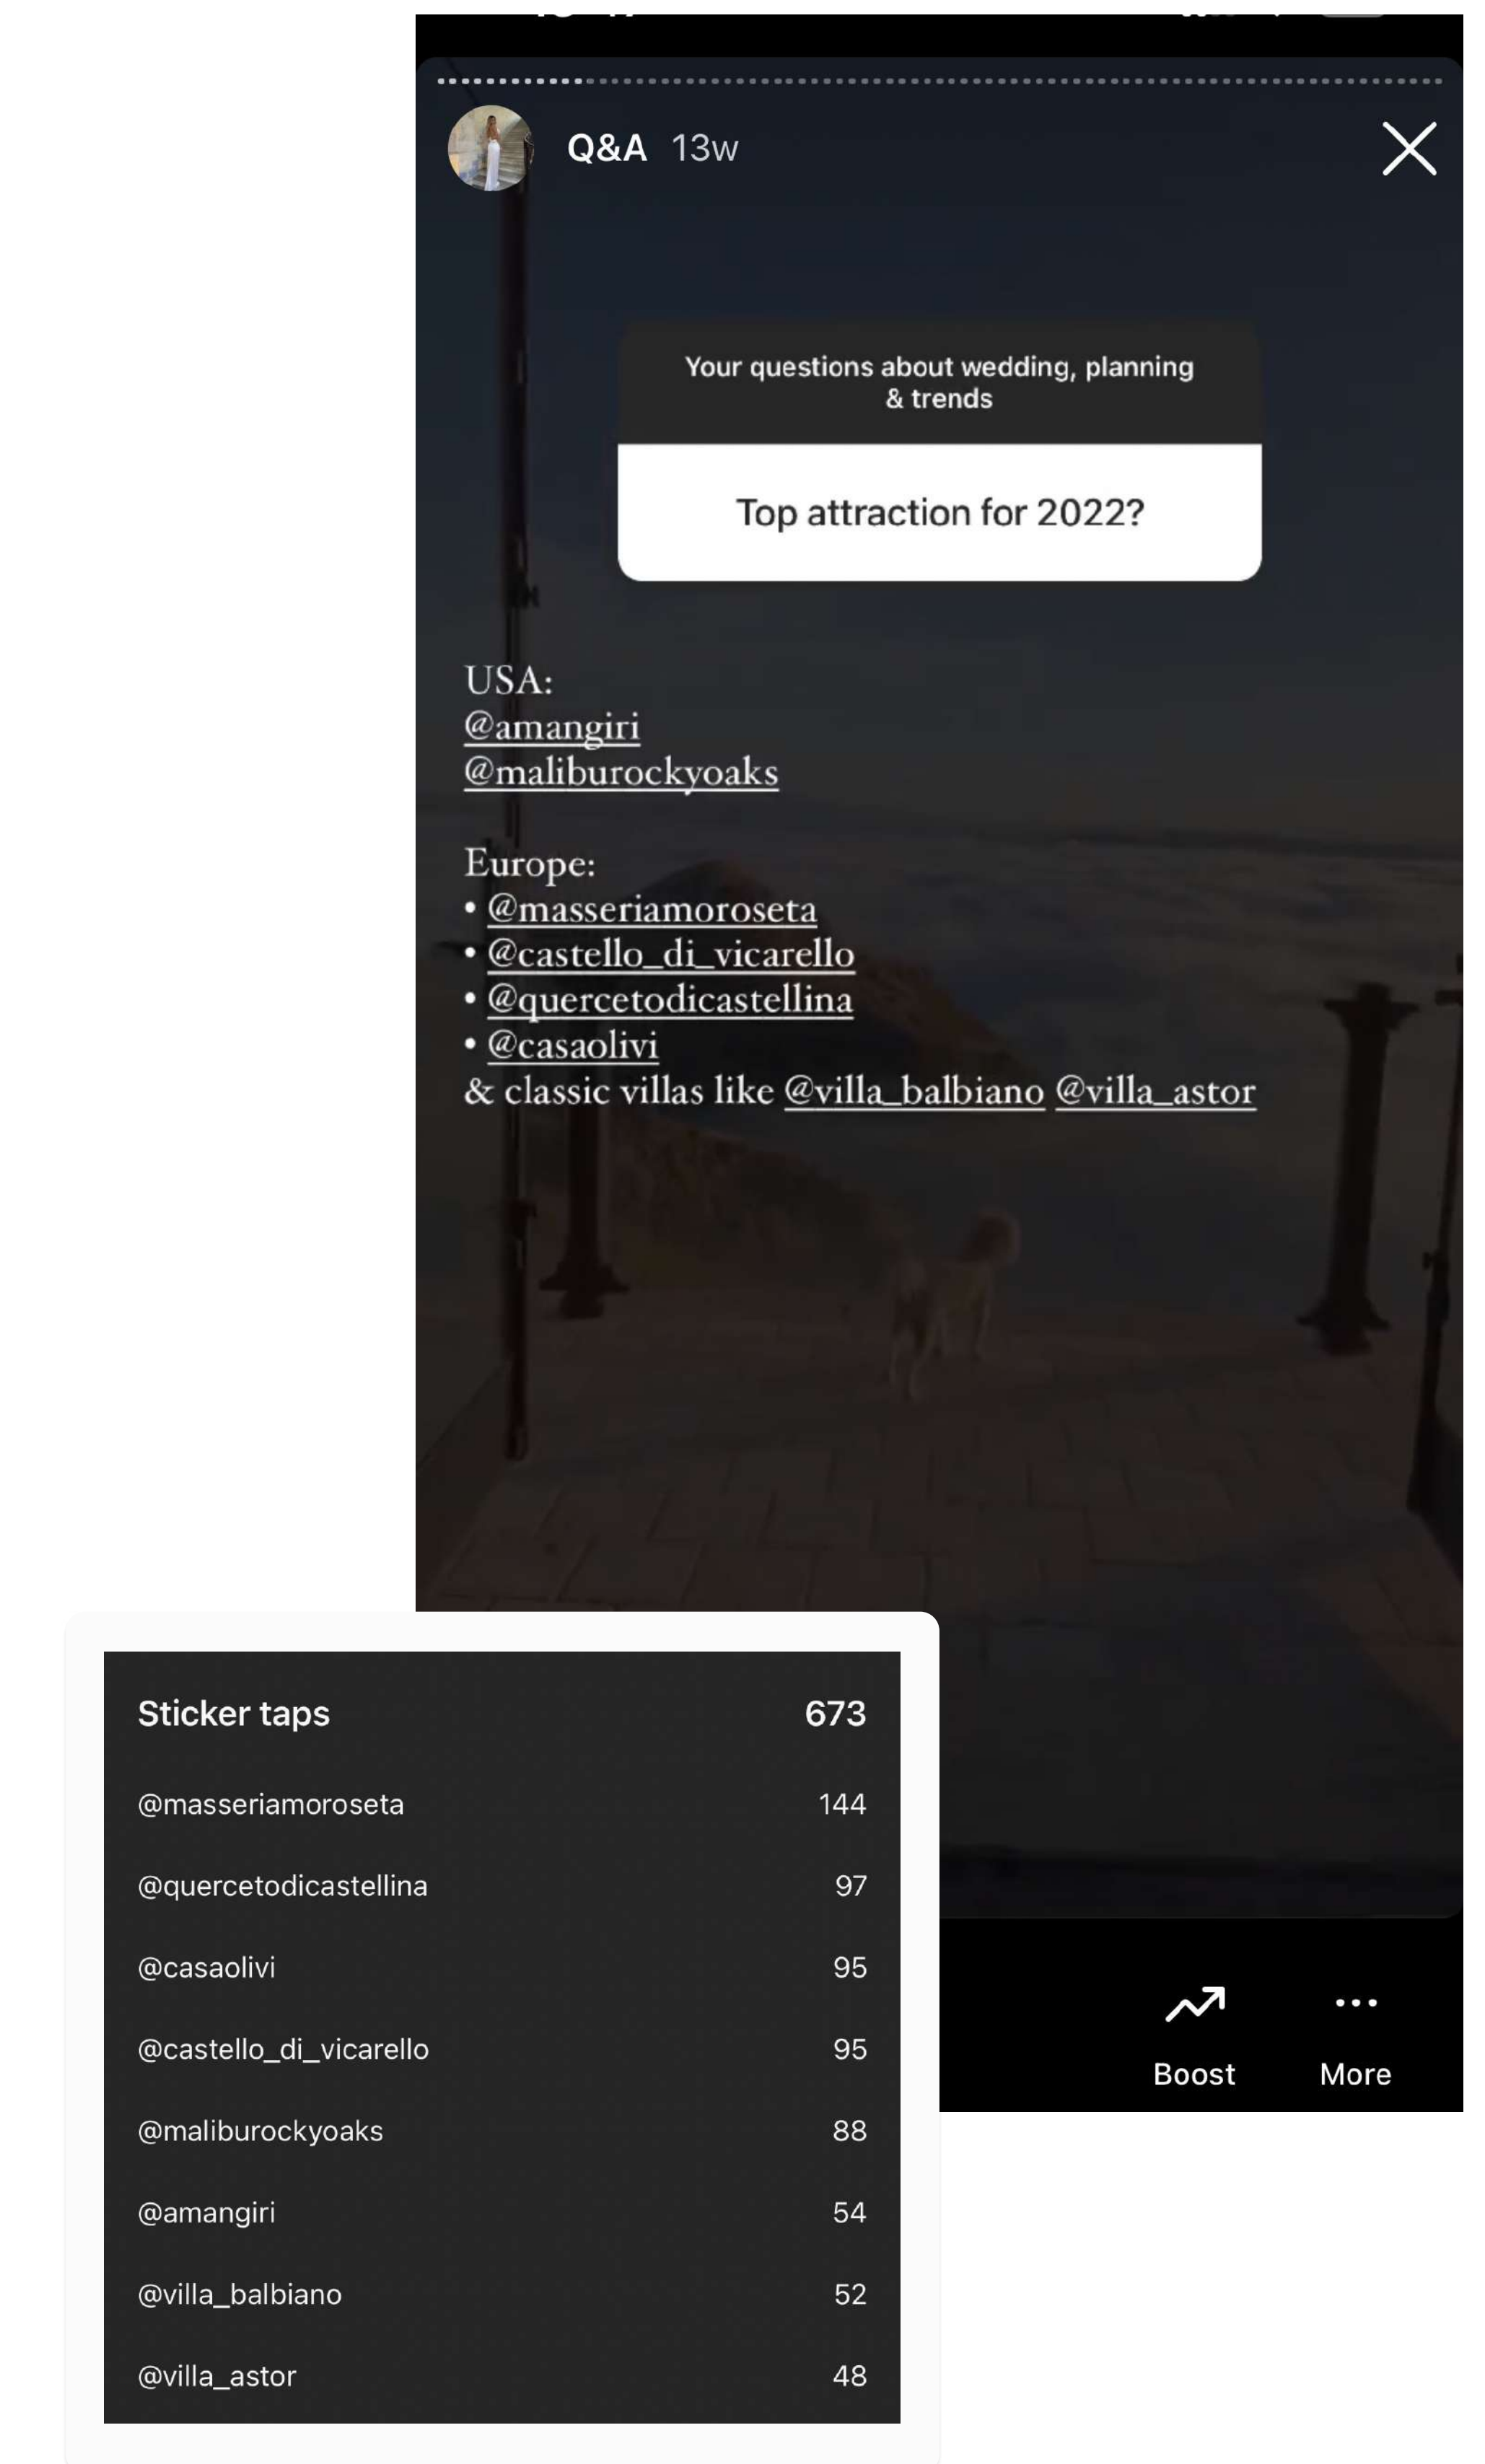 Q&A 13w
Your questions about wedding, planning
& trends
Top attraction for 2022?
USA:
@amangiri
@maliburockyoaks
Europe:
• @masseriamoroseta
• @castello_di_vicarello
• @quercetodicastellina
• @casaolivi
& classic villas like @villa_balbiano @villa_astor
Sticker taps 673
@masseriamoroseta 144
@quercetodicastellina 97
@casaolivi 95
@castello_di_vicarello 95
@maliburockyoaks 88
@amangiri 54
@villa_balbiano 52
@villa_astor 48
Boost More